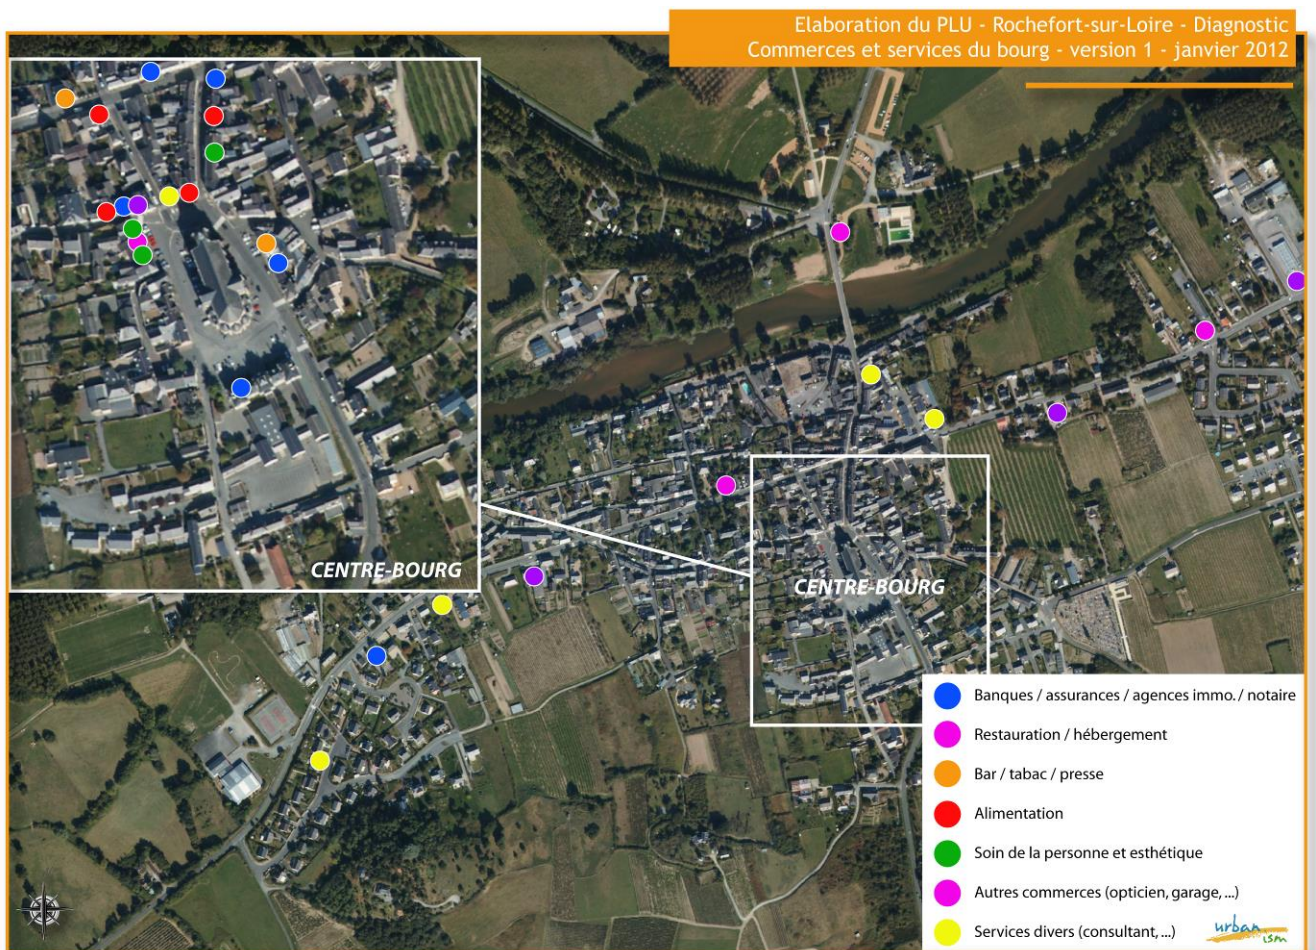 Elaboration du PLU - Rochefort-sur-Loire - Diagnostic
Commerces et services du bourg - version 1 - janvier 2012
CENTRE-BOURG
CENTRE-BOURG
Banques / assurances / agences immo. / notaire
Restauration / hébergement
Bar / tabac / presse
Alimentation
Soin de la personne et esthétique
Autres commerces (opticien, garage, ...)
Services divers (consultant, ...)
urban
ism